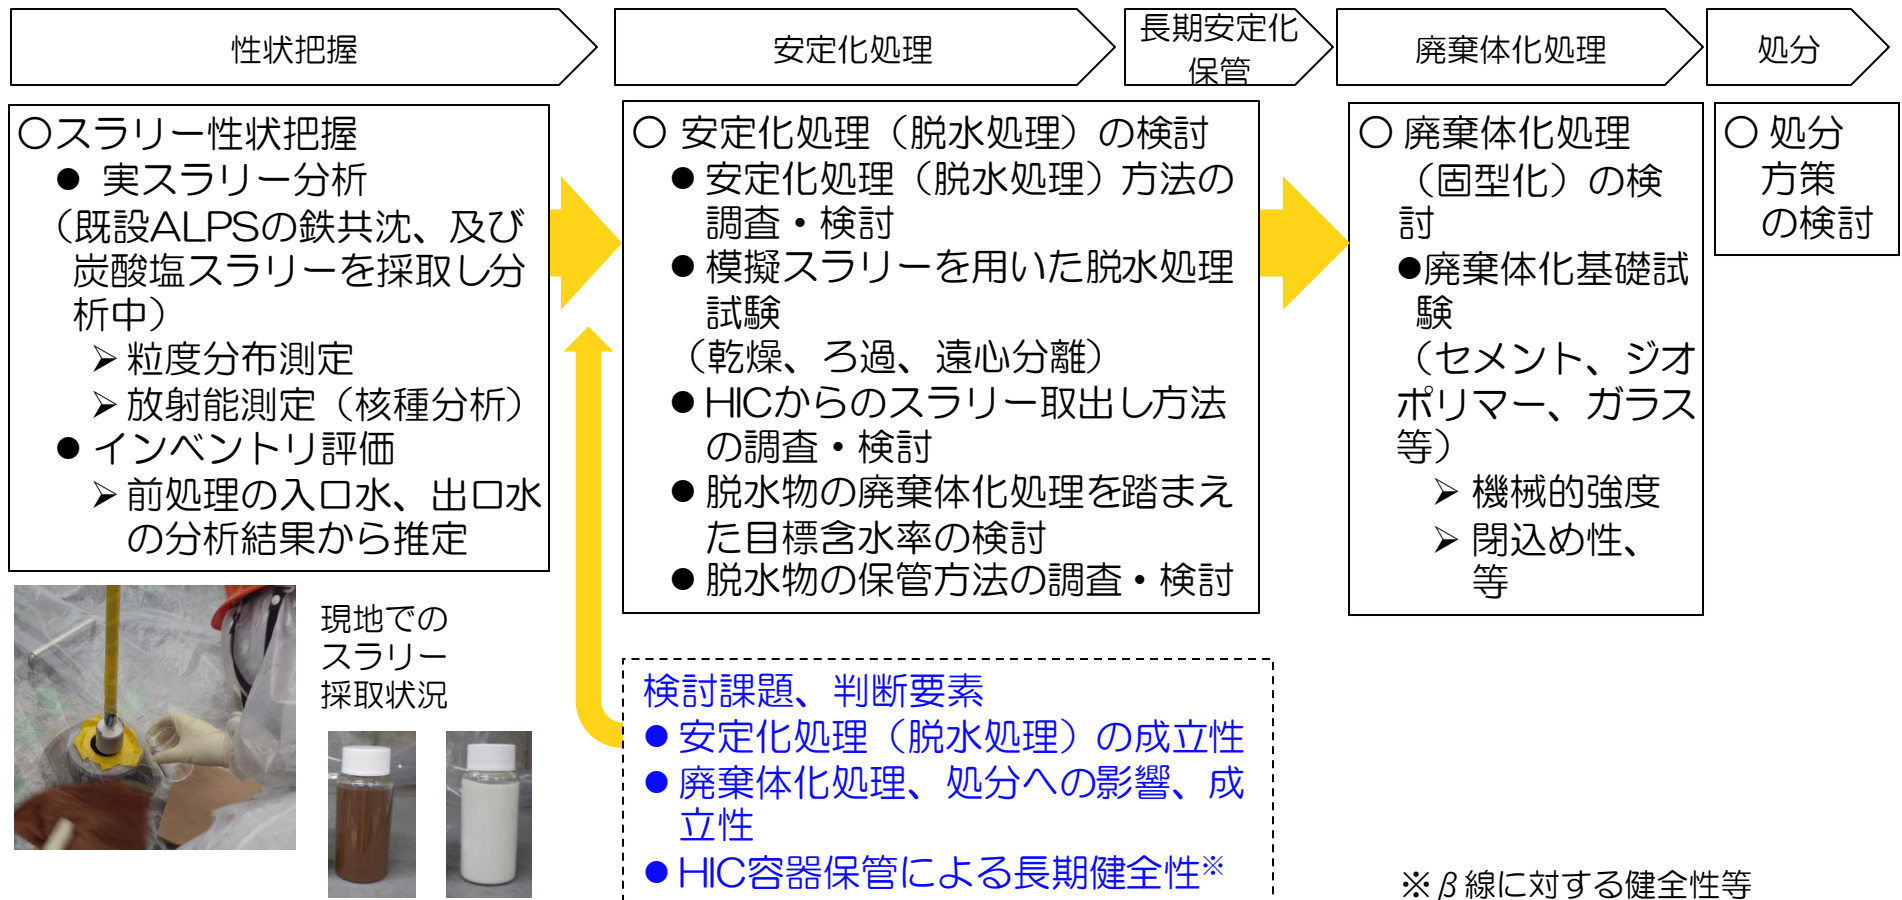 性状把握
安定化処理
長期安定化
保管
廃棄体化処理
処分
〇スラリー性状把握
● 実スラリー分析
（既設ALPSの鉄共沈、及び
炭酸塩スラリーを採取し分
析中）
➢ 粒度分布測定
➢ 放射能測定（核種分析）
● インベントリ評価
➢ 前処理の入口水、出口水
の分析結果から推定
〇 安定化処理（脱水処理）の検討
● 安定化処理（脱水処理）方法の
調査・検討
● 模擬スラリーを用いた脱水処理
試験
（乾燥、ろ過、遠心分離）
● HICからのスラリー取出し方法
の調査・検討
● 脱水物の廃棄体化処理を踏まえ
た目標含水率の検討
● 脱水物の保管方法の調査・検討
〇 廃棄体化処理
（固型化）の検
討
●廃棄体化基礎試
験
（セメント、ジオ
ポリマー、ガラス
等）
➢ 機械的強度
➢ 閉込め性、
等
〇 処分
方策
の検討
現地での
スラリー
採取状況
検討課題、判断要素
● 安定化処理（脱水処理）の成立性
● 廃棄体化処理、処分への影響、成
立性
● HIC容器保管による長期健全性※
※β線に対する健全性等